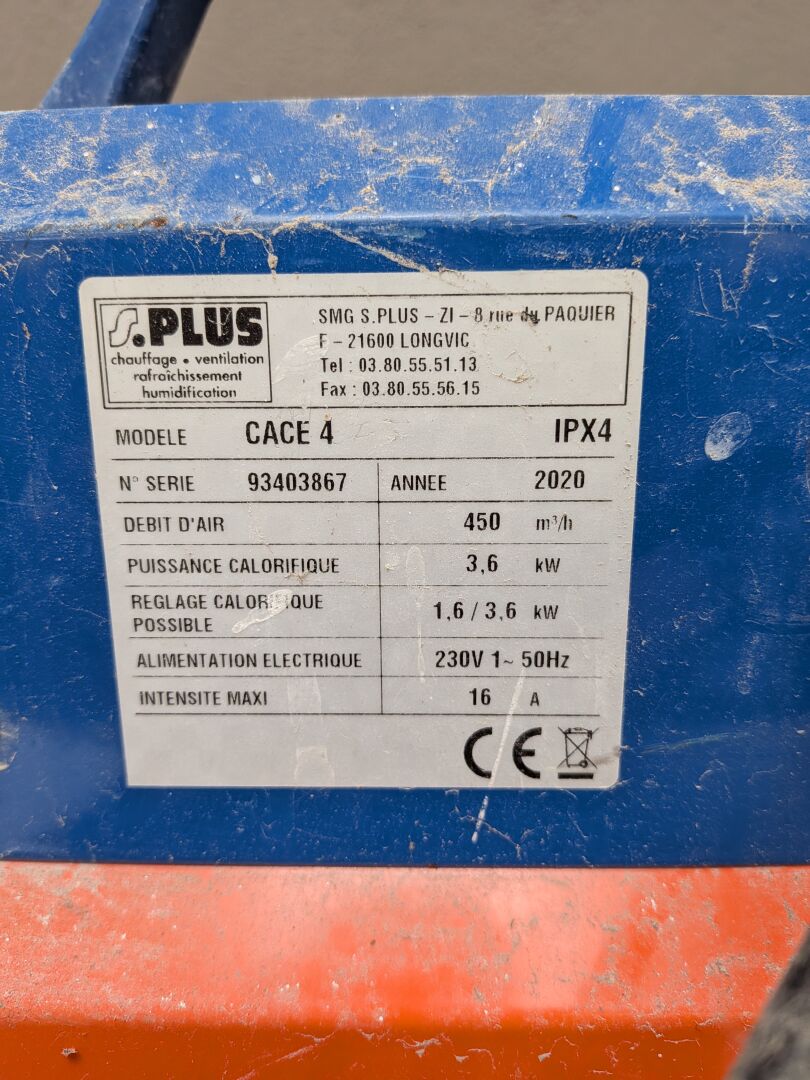 S.PLUS
chauffage • ventilation
rafraîchissement
humidification
SMG S.PLUS – ZI – 8 rue du PAQUIER
F – 21600 LONGVIC
Tel : 03.80.55.51.13
Fax : 03.80.55.56.15
MODELE CACE 4 IPX4
N° SERIE 93403867 ANNEE 2020
DEBIT D'AIR 450 m³/h
PUISSANCE CALORIFIQUE 3,6 kW
REGLAGE CALORIFIQUE
POSSIBLE 1,6 / 3,6 kW
ALIMENTATION ELECTRIQUE 230V 1~ 50Hz
INTENSITE MAXI 16 A
CE